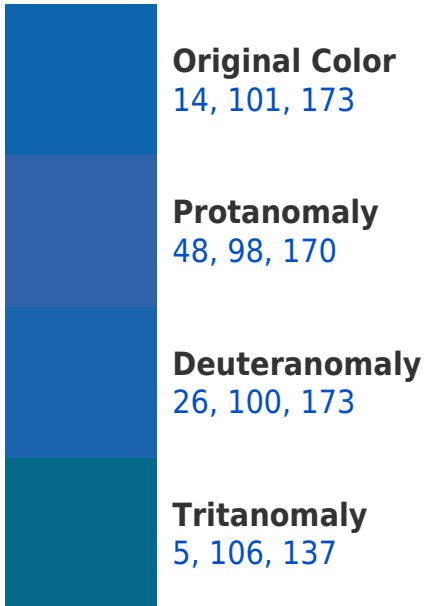 Original Color
14, 101, 173
Protanomaly
48, 98, 170
Deuteranomaly
26, 100, 173
Tritanomaly
5, 106, 137